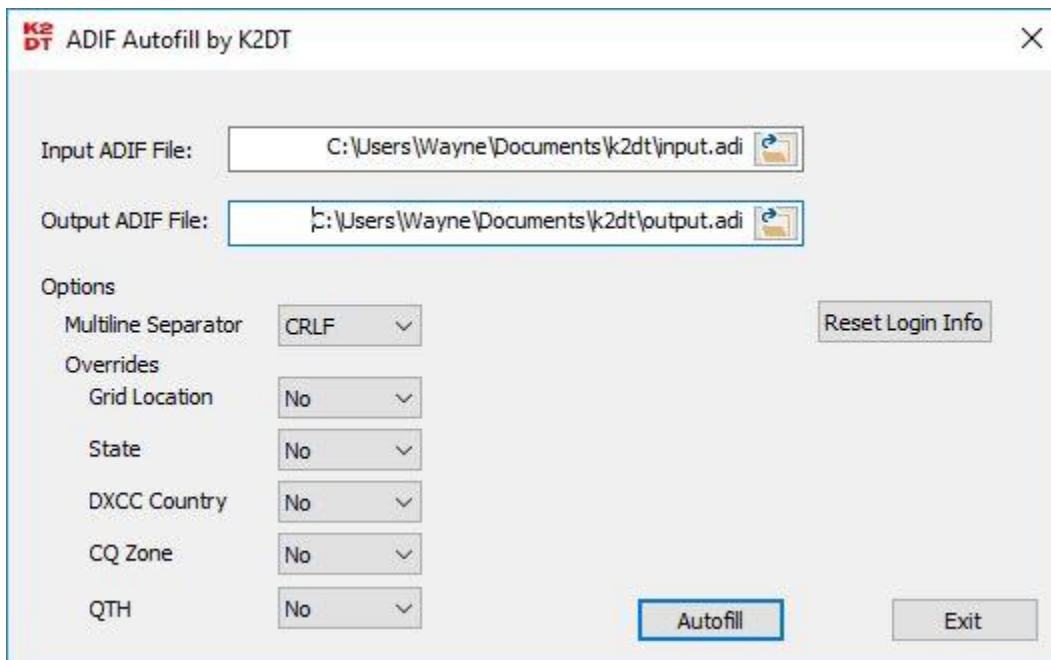 K2
DT
ADIF Autofill by K2DT
Input ADIF File: C:\Users\Wayne\Documents\k2dt\input.adi
Output ADIF File: C:\Users\Wayne\Documents\k2dt\output.adi
Options
Multiline Separator CRLF Reset Login Info
Overrides
Grid Location No
State No
DXCC Country No
CQ Zone No
QTH No
Autofill Exit